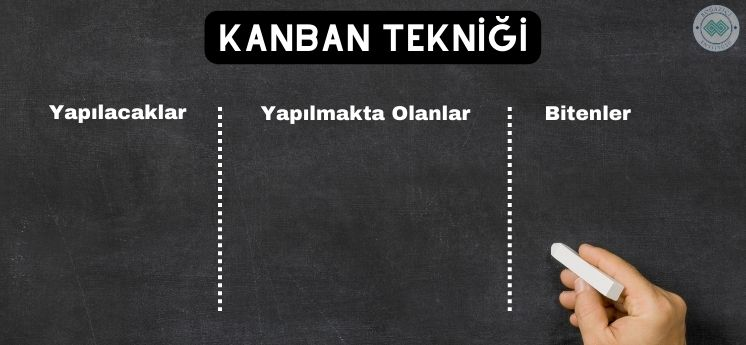 KANBAN TEKNİĞİ
Yapılacaklar
Yapılmakta Olanlar
Bitenler